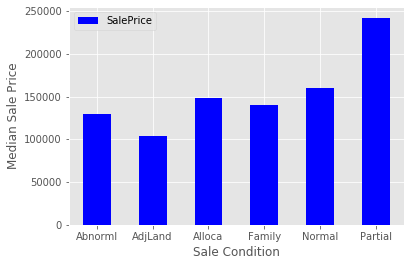 SalePrice
250000
200000
150000
100000
50000
0
Median Sale Price
Abnorml AdjLand Alloca Family Normal Partial
Sale Condition